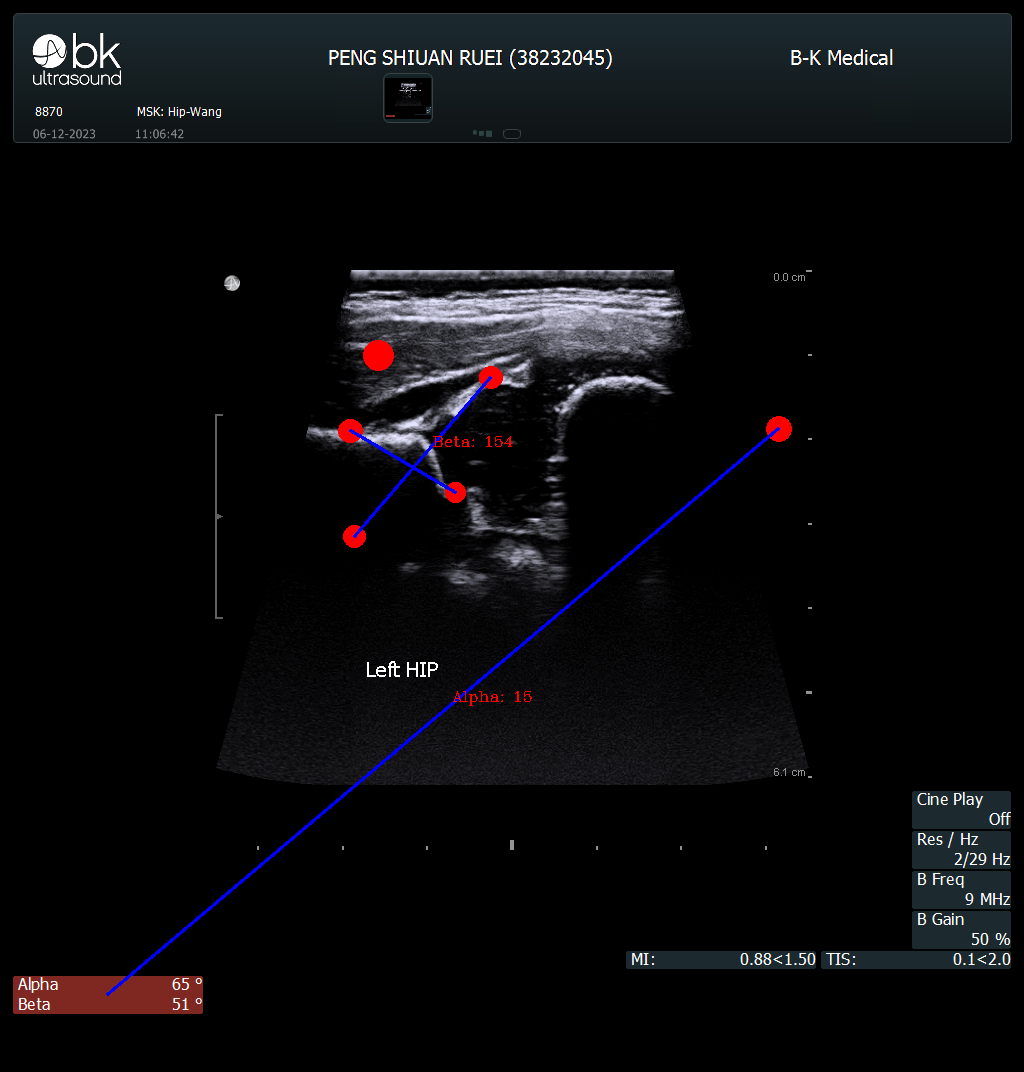 bk
ultrasound
PENG SHIUAN RUEI (38232045)
B-K Medical
8870
MSK: Hip-Wang
06-12-2023
11:06:42
0.0 cm
Beta: 154
Left HIP
Alpha: 15
6.1 cm
Cine Play
Off
Res / Hz
2/29 Hz
B Freq
9 MHz
B Gain
50 %
MI: 0.88<1.50
TIS: 0.1<2.0
Alpha 65 º
Beta 51 º